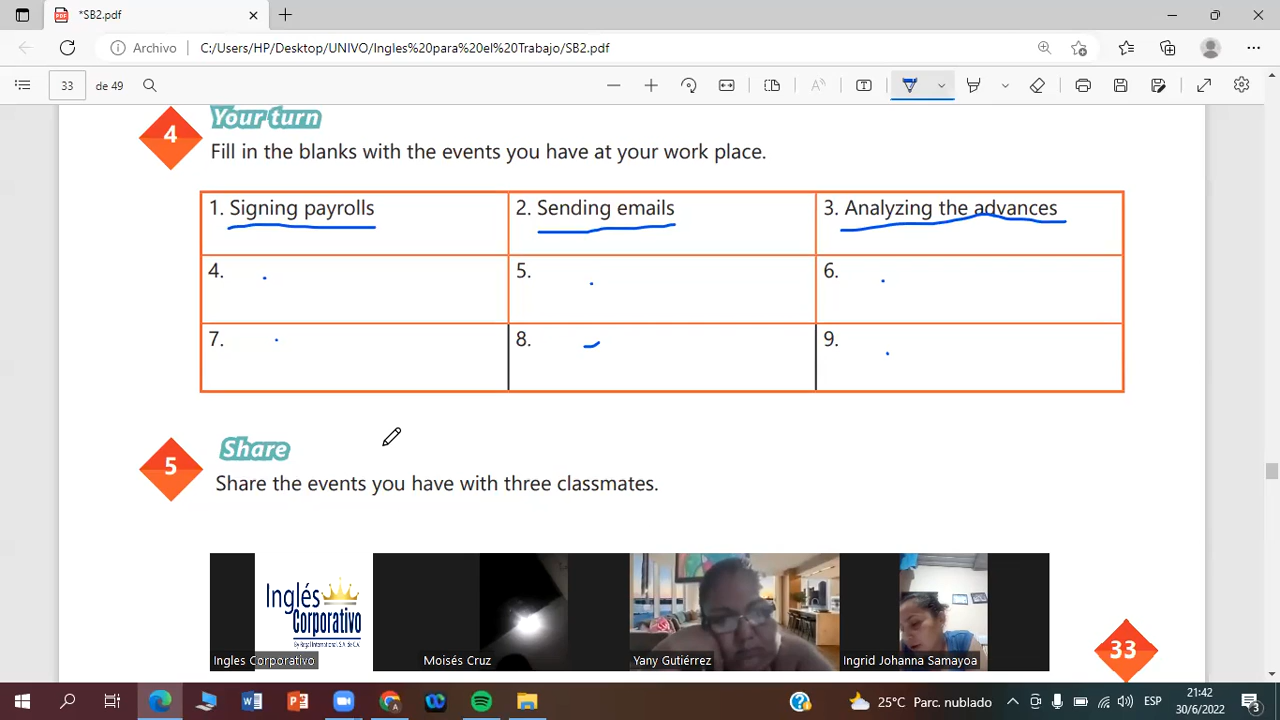 *SB2.pdf
Archivo
C:/Users/HP/Desktop/UNIVO/Ingles%20para%20el%20Trabajo/SB2.pdf
33 de 49
4 Your turn
Fill in the blanks with the events you have at your work place.
1. Signing payrolls
2. Sending emails
3. Analyzing the advances
4.
5.
6.
7.
8.
9.
5 Share
Share the events you have with three classmates.
Inglés
Corporativo
Ingles Corporativo
Moisés Cruz
Yany Gutiérrez
Ingrid Johanna Samayoa
33
25°C Parc. nublado
ESP
21:42
30/6/2022
3